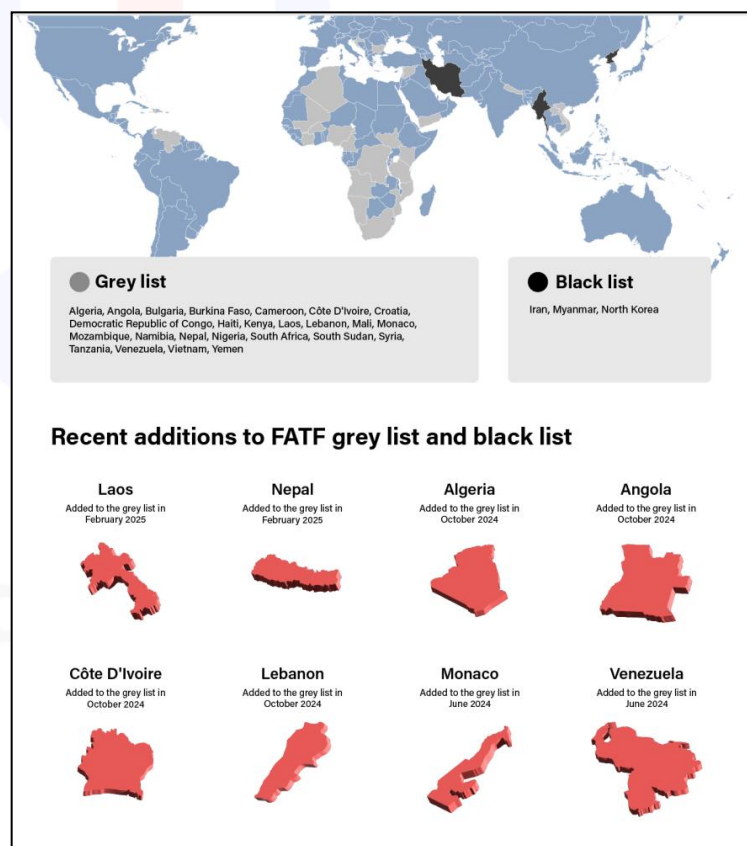 Grey list
Algeria, Angola, Bulgaria, Burkina Faso, Cameroon, Côte D'Ivoire, Croatia,
Democratic Republic of Congo, Haiti, Kenya, Laos, Lebanon, Mali, Monaco,
Mozambique, Namibia, Nepal, Nigeria, South Africa, South Sudan, Syria,
Tanzania, Venezuela, Vietnam, Yemen
Black list
Iran, Myanmar, North Korea
Recent additions to FATF grey list and black list
Laos
Added to the grey list in
February 2025
Nepal
Added to the grey list in
February 2025
Algeria
Added to the grey list in
October 2024
Angola
Added to the grey list in
October 2024
Côte D'Ivoire
Added to the grey list in
October 2024
Lebanon
Added to the grey list in
October 2024
Monaco
Added to the grey list in
June 2024
Venezuela
Added to the grey list in
June 2024